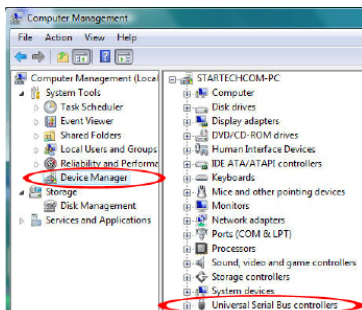 Computer Management
File Action View Help
Computer Management (Local
System Tools
Task Scheduler
Event Viewer
Shared Folders
Local Users and Groups
Reliability and Performa
Device Manager
Storage
Disk Management
Services and Applications
STARTECHCOM-PC
Computer
Disk drives
Display adapters
DVD/CD-ROM drives
Human Interface Devices
IDE ATA/ATAPI controllers
Keyboards
Mice and other pointing devices
Monitors
Network adapters
Ports (COM & LPT)
Processors
Sound, video and game controllers
Storage controllers
System devices
Universal Serial Bus controllers